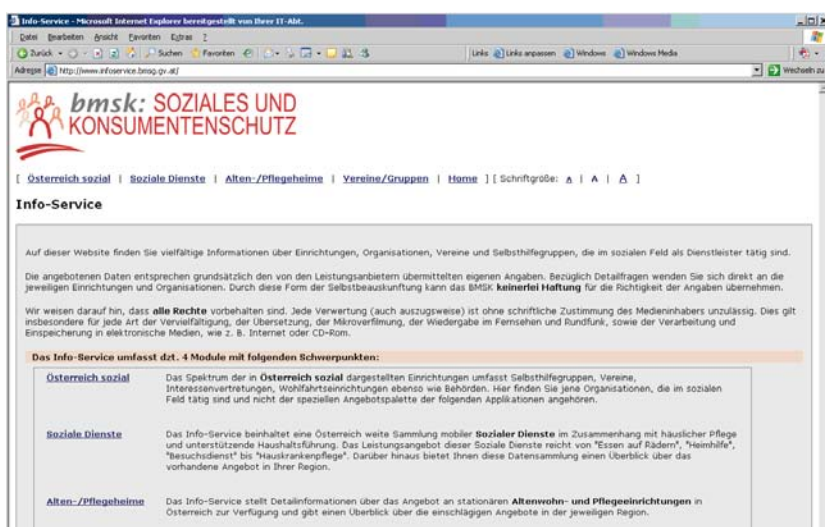 Info-Service - Microsoft Internet Explorer bereitgestellt von Ihrer IT-Abt.
Datei Bearbeiten Ansicht Favoriten Extras ?
Zurück Suchen Favoriten Links Links anpassen Windows Windows Media
Adresse http://www.infoservice.bmsg.gv.at/ Wechseln zu
bmsk: SOZIALES UND
KONSUMENTENSCHUTZ
[ Österreich sozial | Soziale Dienste | Alten-/Pflegeheime | Vereine/Gruppen | Home ] [ Schriftgröße: A | A | A ]
Info-Service
Auf dieser Website finden Sie vielfältige Informationen über Einrichtungen, Organisationen, Vereine und Selbsthilfegruppen, die im sozialen Feld als Dienstleister tätig sind.
Die angebotenen Daten entsprechen grundsätzlich den von den Leistungsanbietern übermittelten eigenen Angaben. Bezüglich Detailfragen wenden Sie sich direkt an die
jeweiligen Einrichtungen und Organisationen. Durch diese Form der Selbstbeauskunftung kann das BMSK keinerlei Haftung für die Richtigkeit der Angaben übernehmen.
Wir weisen darauf hin, dass alle Rechte vorbehalten sind. Jede Verwertung (auch auszugsweise) ist ohne schriftliche Zustimmung des Medieninhabers unzulässig. Dies gilt
insbesondere für jede Art der Vervielfältigung, der Übersetzung, der Mikroverfilmung, der Wiedergabe im Fernsehen und Rundfunk, sowie der Verarbeitung und
Einspeicherung in elektronische Medien, wie z. B. Internet oder CD-Rom.
Das Info-Service umfasst dzt. 4 Module mit folgenden Schwerpunkten:
Österreich sozial Das Spektrum der in Österreich sozial dargestellten Einrichtungen umfasst Selbsthilfegruppen, Vereine,
Interessenvertretungen, Wohlfahrtseinrichtungen ebenso wie Behörden. Hier finden Sie jene Organisationen, die im sozialen
Feld tätig sind und nicht der speziellen Angebotspalette der folgenden Applikationen angehören.
Soziale Dienste Das Info-Service beinhaltet eine Österreich weite Sammlung mobiler Sozialer Dienste im Zusammenhang mit häuslicher Pflege
und unterstützende Haushaltsführung. Das Leistungsangebot dieser Soziale Dienste reicht von "Essen auf Rädern", "Heimhilfe",
"Besuchsdienst" bis "Hauskrankenpflege". Darüber hinaus bietet Ihnen diese Datensammlung einen Überblick über das
vorhandene Angebot in Ihrer Region.
Alten-/Pflegeheime Das Info-Service stellt Detailinformationen über das Angebot an stationären Altenwohn- und Pflegeeinrichtungen in
Österreich zur Verfügung und gibt einen Überblick über die einschlägigen Angebote in der jeweiligen Region.